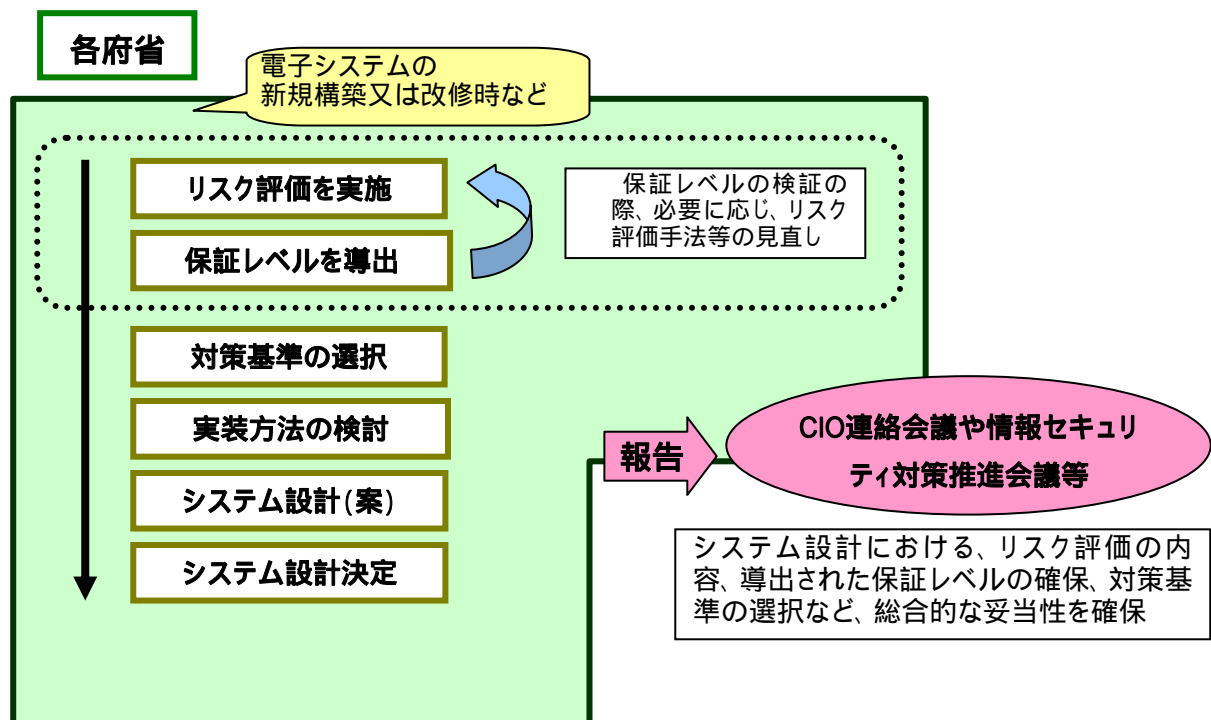 各府省
電子システムの
新規構築又は改修時など
リスク評価を実施
保証レベルを導出
保証レベルの検証の
際、必要に応じ、リスク
評価手法等の見直し
対策基準の選択
実装方法の検討
システム設計(案)
システム設計決定
報告
CIO連絡会議や情報セキュリ
ティ対策推進会議等
システム設計における、リスク評価の内
容、導出された保証レベルの確保、対策基
準の選択など、総合的な妥当性を確保